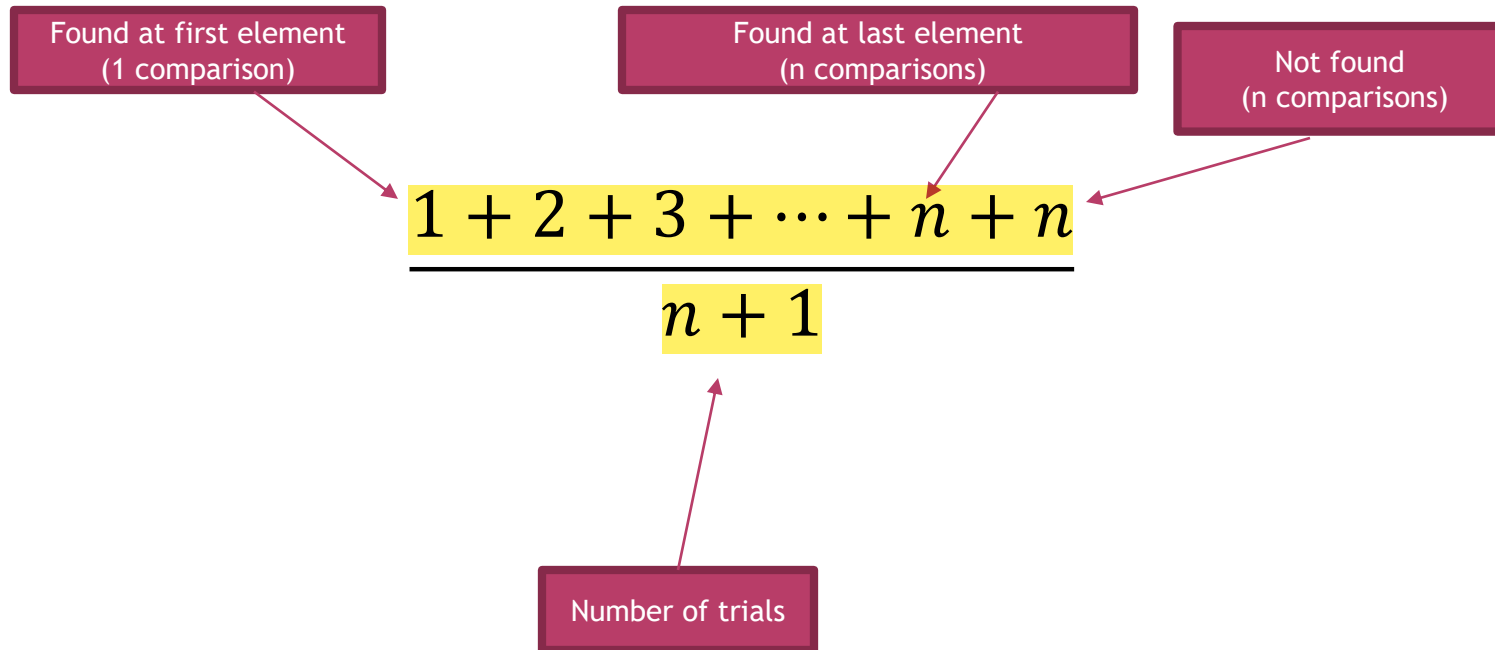 Found at first element
(1 comparison)
Found at last element
(n comparisons)
Not found
(n comparisons)
1 + 2 + 3 + ⋯ + n + n
n + 1
Number of trials